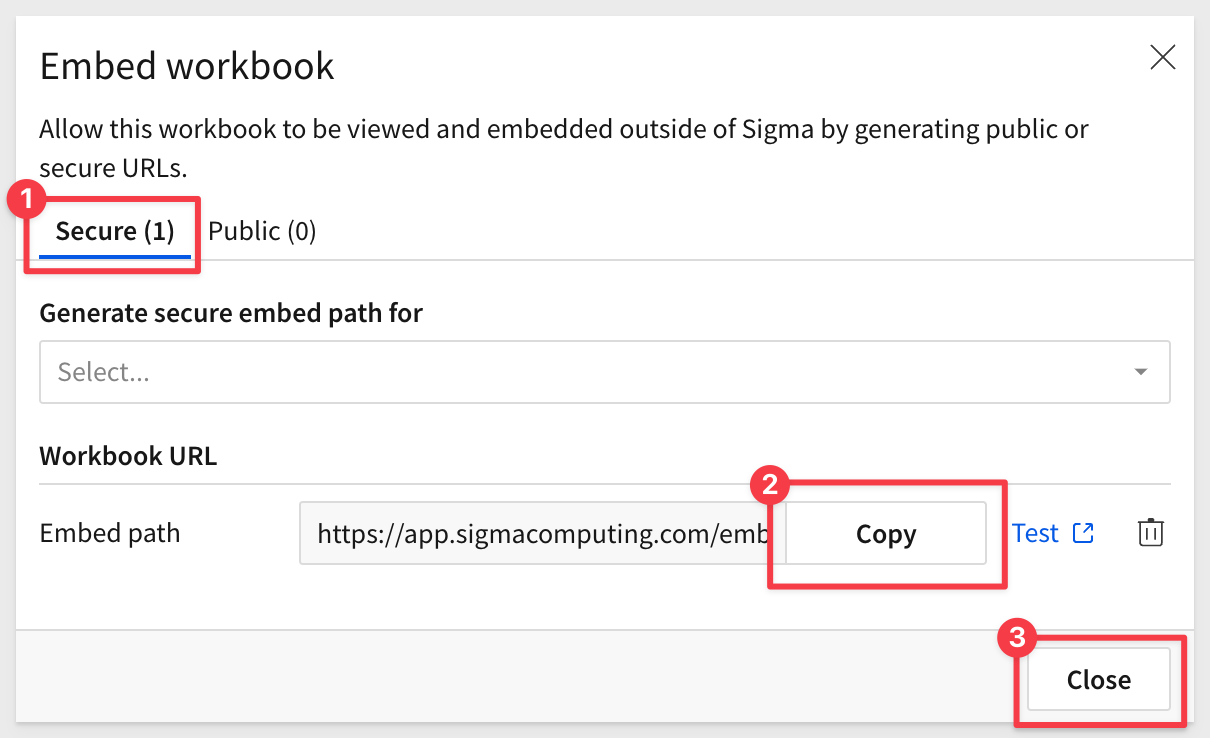 Embed workbook
Allow this workbook to be viewed and embedded outside of Sigma by generating public or
secure URLs.
1
Secure (1) Public (0)
Generate secure embed path for
Select...
Workbook URL
2
Embed path https://app.sigmacomputing.com/emb Copy Test
3
Close